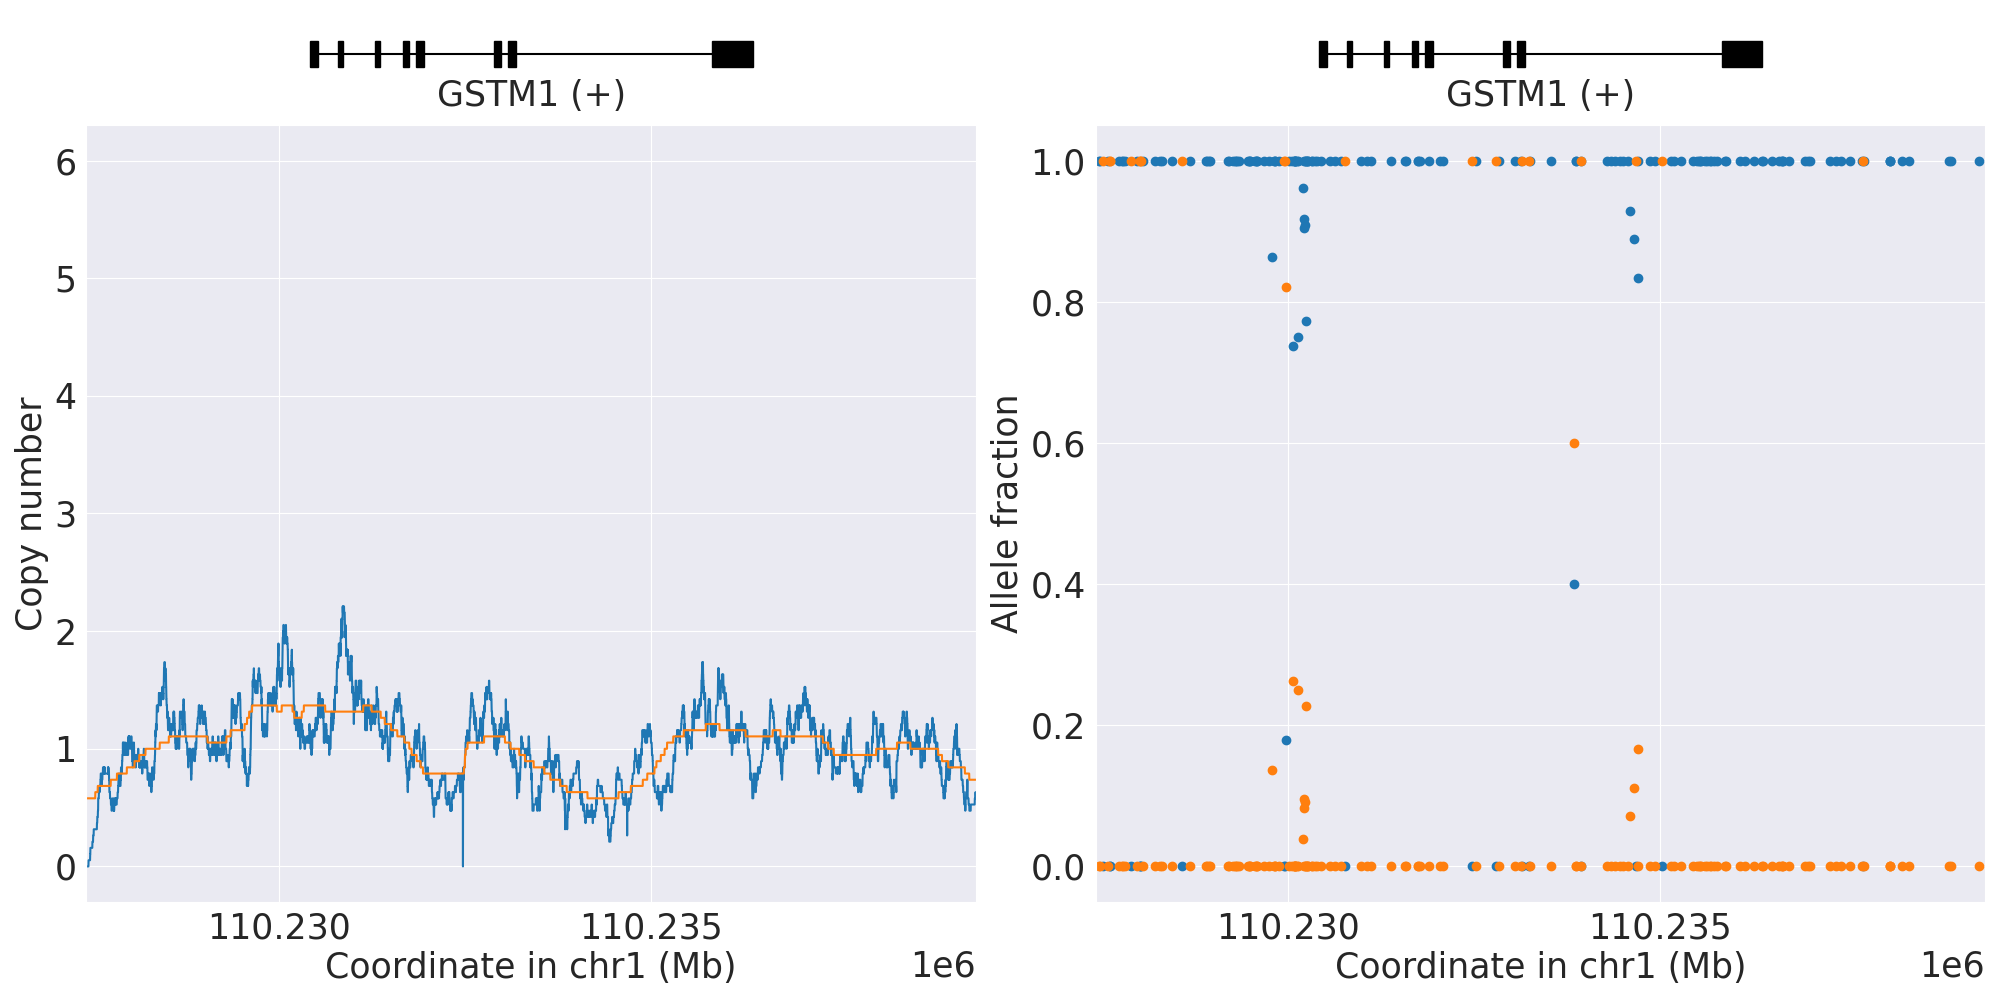 GSTM1 (+)
6
5
4
3
2
1
0
Copy number
110.230
110.235
Coordinate in chr1 (Mb)
1e6
GSTM1 (+)
1.0
0.8
0.6
0.4
0.2
0.0
Allele fraction
110.230
110.235
Coordinate in chr1 (Mb)
1e6